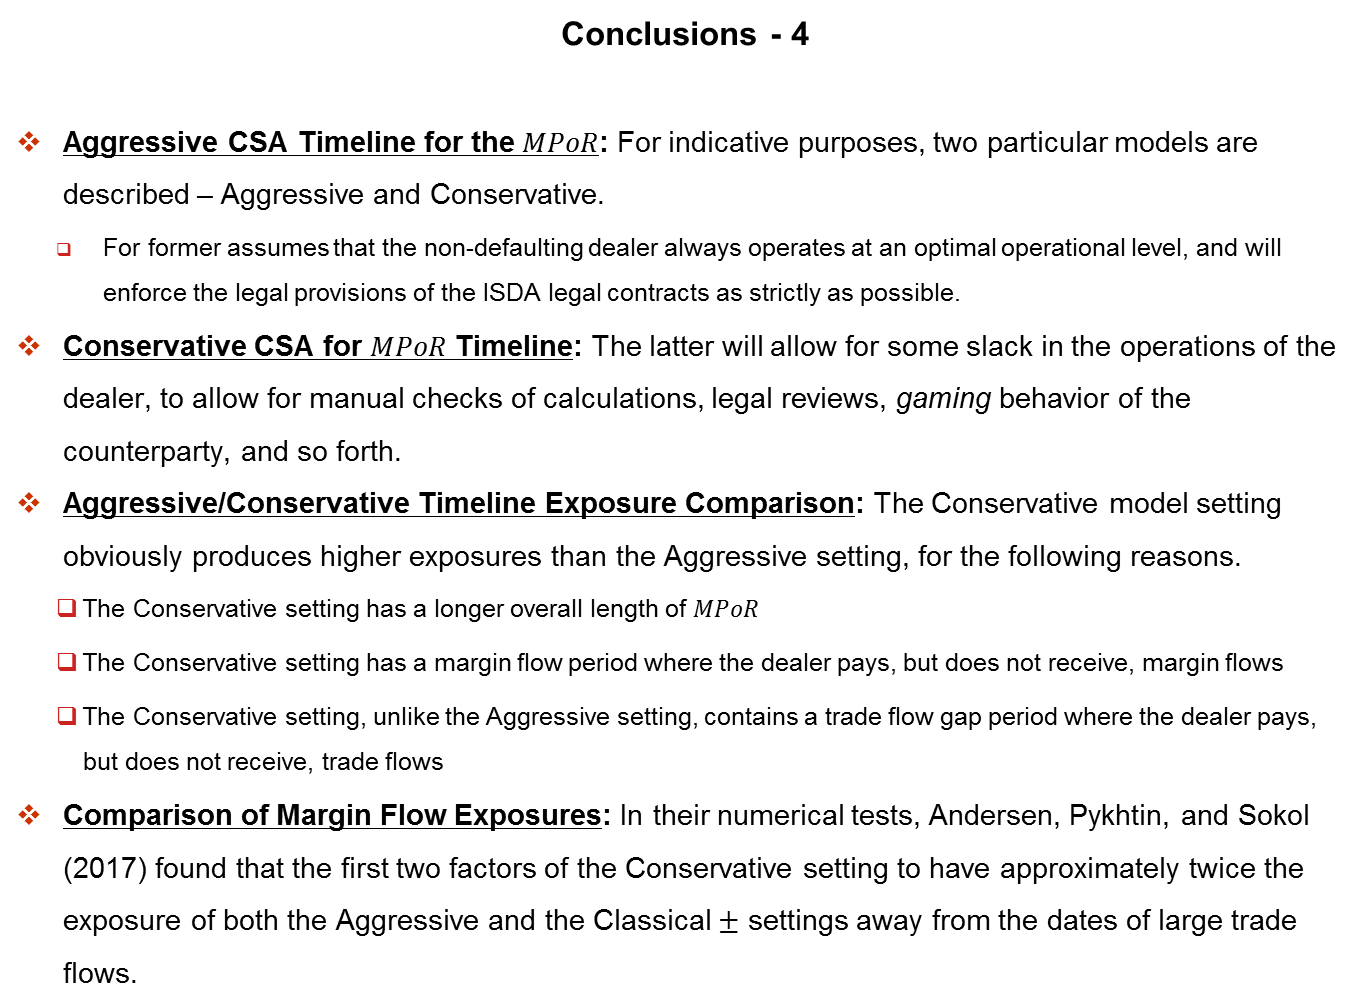 Conclusions - 4
Aggressive CSA Timeline for the MPoR: For indicative purposes, two particular models are
described – Aggressive and Conservative.
For former assumes that the non-defaulting dealer always operates at an optimal operational level, and will
enforce the legal provisions of the ISDA legal contracts as strictly as possible.
Conservative CSA for MPoR Timeline: The latter will allow for some slack in the operations of the
dealer, to allow for manual checks of calculations, legal reviews, gaming behavior of the
counterparty, and so forth.
Aggressive/Conservative Timeline Exposure Comparison: The Conservative model setting
obviously produces higher exposures than the Aggressive setting, for the following reasons.
The Conservative setting has a longer overall length of MPoR
The Conservative setting has a margin flow period where the dealer pays, but does not receive, margin flows
The Conservative setting, unlike the Aggressive setting, contains a trade flow gap period where the dealer pays,
but does not receive, trade flows
Comparison of Margin Flow Exposures: In their numerical tests, Andersen, Pykhtin, and Sokol
(2017) found that the first two factors of the Conservative setting to have approximately twice the
exposure of both the Aggressive and the Classical ± settings away from the dates of large trade
flows.